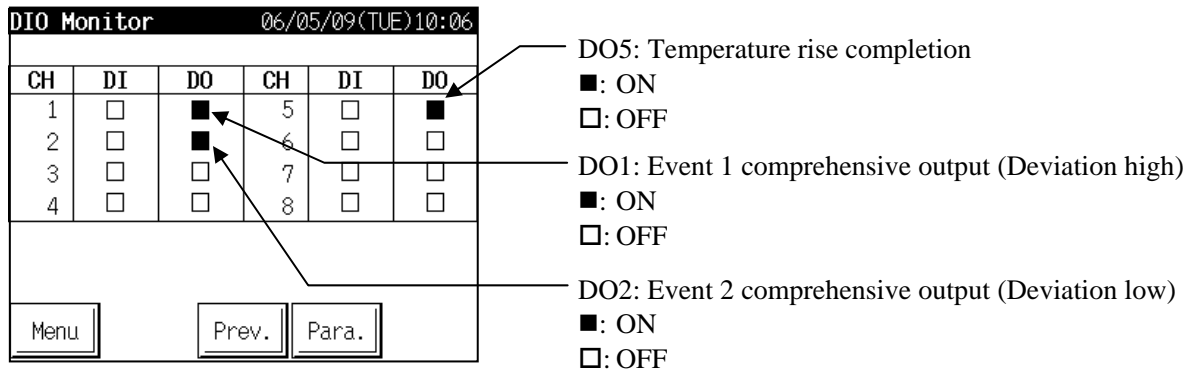 DIO Monitor 06/05/09(TUE)10:06
CH DI DO CH DI DO
1 □ ■ 5 □ ■
2 □ ■ 6 □ □
3 □ □ 7 □ □
4 □ □ 8 □ □
Menu Prev. Para.
DO5: Temperature rise completion
■: ON
□: OFF
DO1: Event 1 comprehensive output (Deviation high)
■: ON
□: OFF
DO2: Event 2 comprehensive output (Deviation low)
■: ON
□: OFF